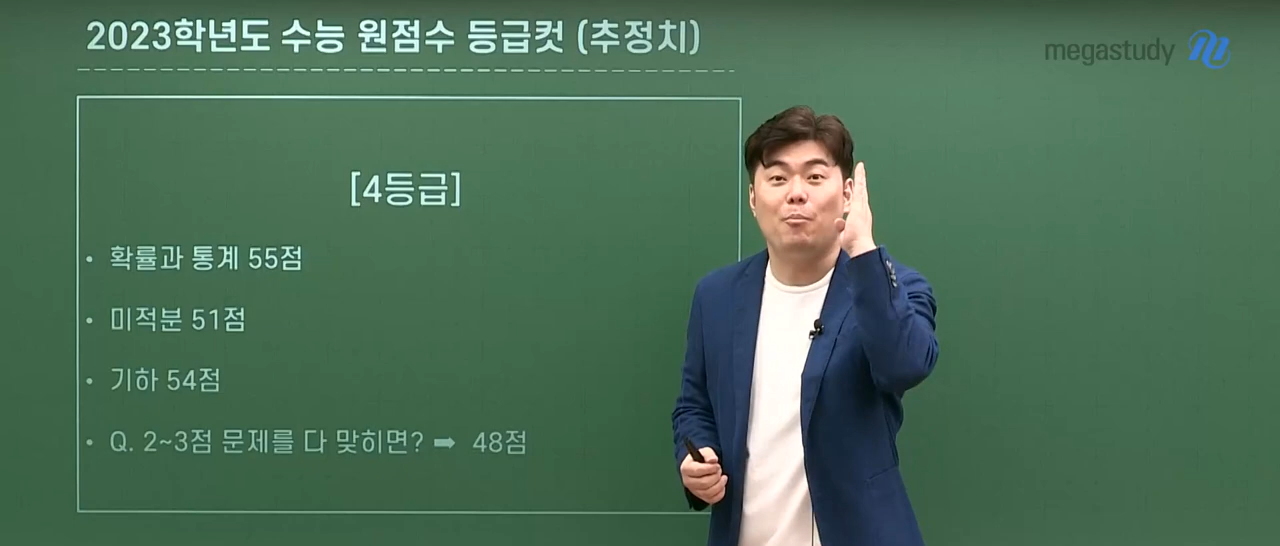 2023학년도 수능 원점수 등급컷 (추정치)
megastudy
[4등급]
• 확률과 통계 55점
• 미적분 51점
• 기하 54점
• Q. 2~3점 문제를 다 맞히면? ➡ 48점